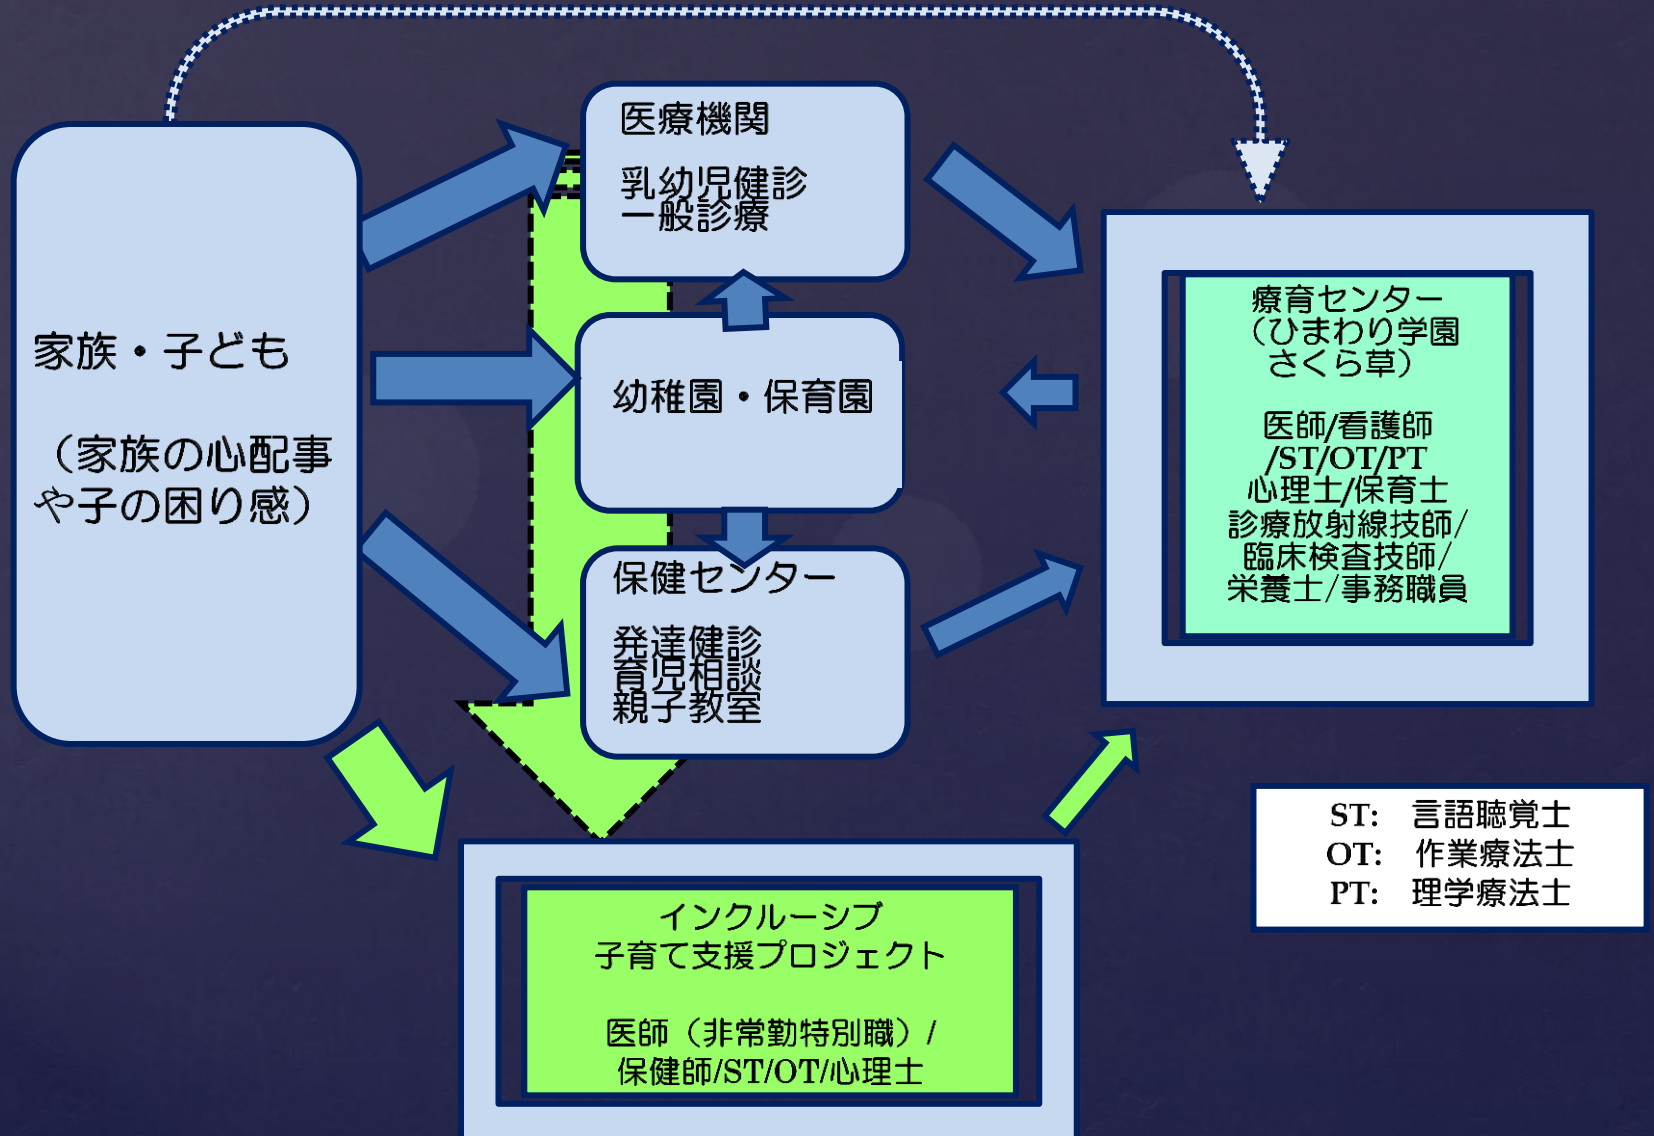 家族・子ども
（家族の心配事
や子の困り感）
医療機関
乳幼児健診
一般診療
幼稚園・保育園
保健センター
発達健診
育児相談
親子教室
療育センター
（ひまわり学園
さくら草）
医師/看護師
/ST/OT/PT
心理士/保育士
診療放射線技師/
臨床検査技師/
栄養士/事務職員
ST: 言語聴覚士
OT: 作業療法士
PT: 理学療法士
インクルーシブ
子育て支援プロジェクト
医師（非常勤特別職）/
保健師/ST/OT/心理士